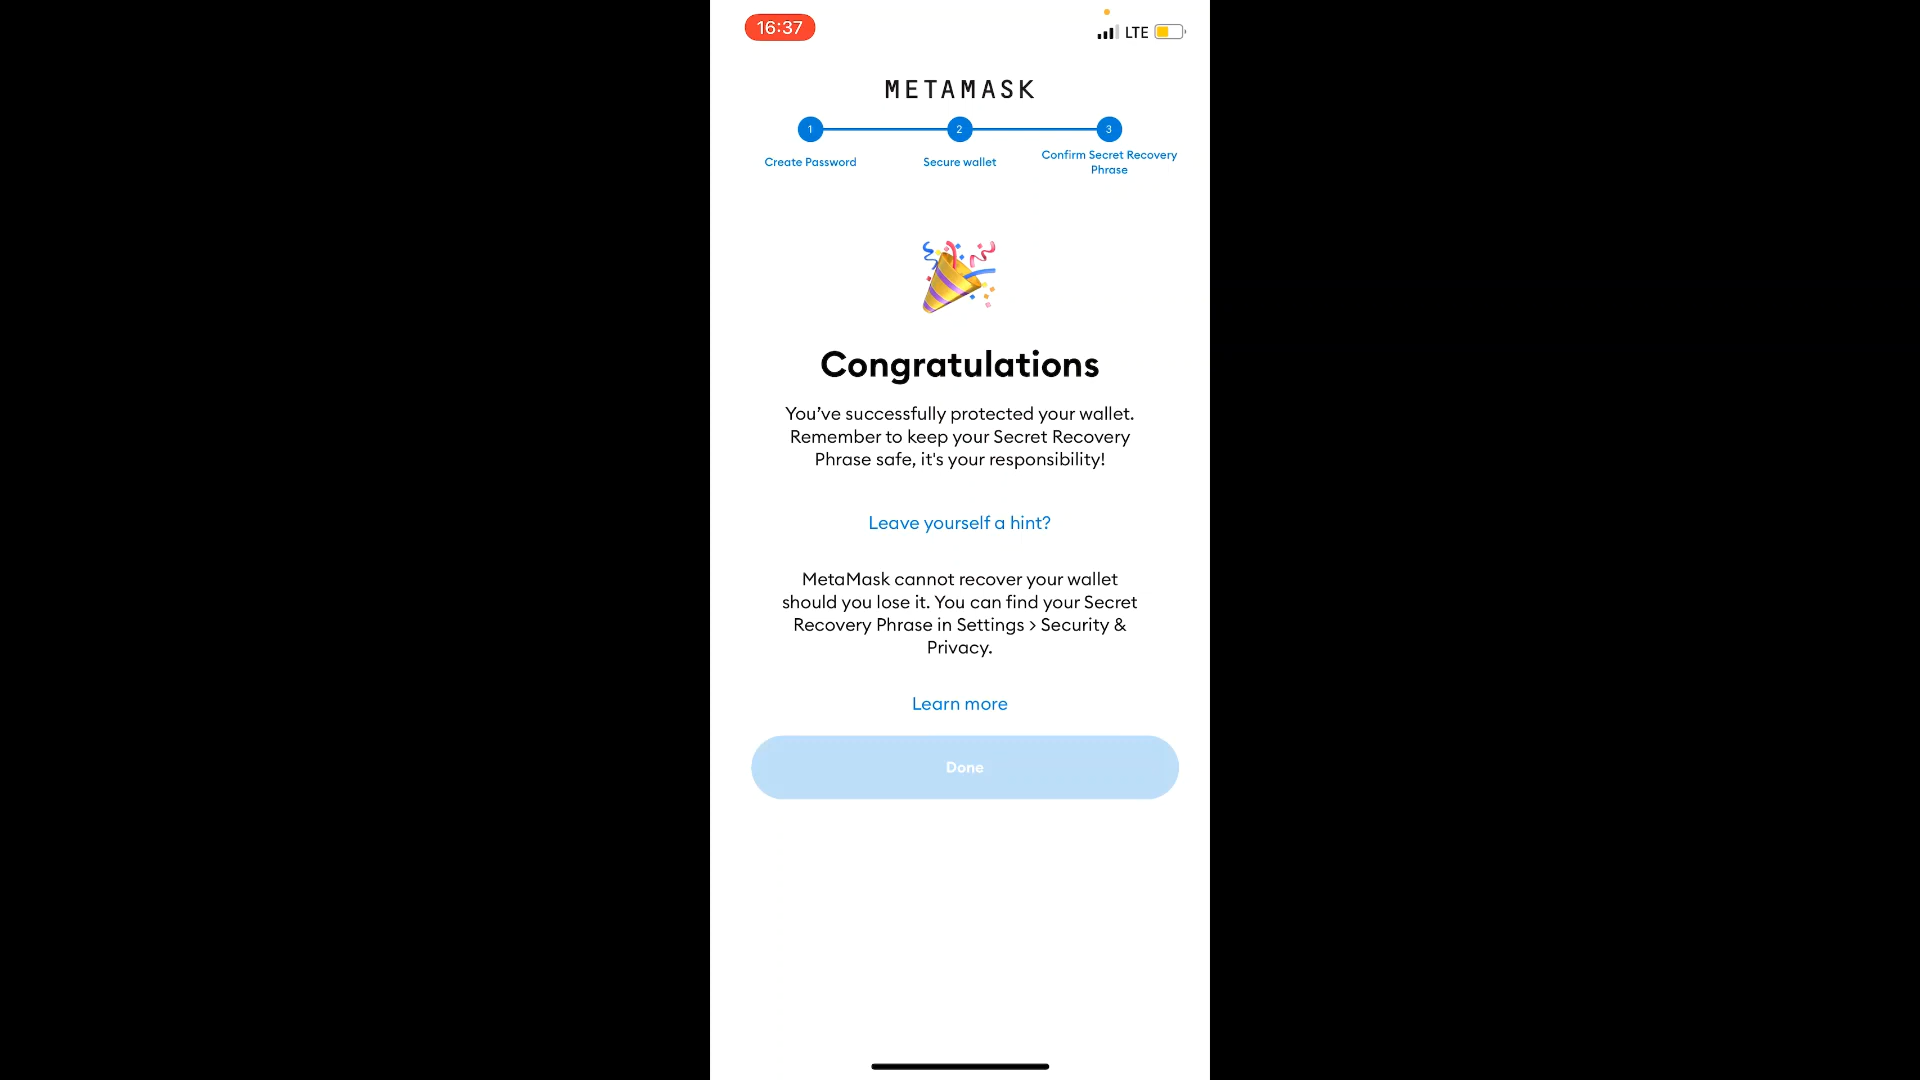 16:37
LTE
METAMASK
1
2
3
Create Password
Secure wallet
Confirm Secret Recovery
Phrase
Congratulations
You’ve successfully protected your wallet.
Remember to keep your Secret Recovery
Phrase safe, it's your responsibility!
Leave yourself a hint?
MetaMask cannot recover your wallet
should you lose it. You can find your Secret
Recovery Phrase in Settings > Security &
Privacy.
Learn more
Done